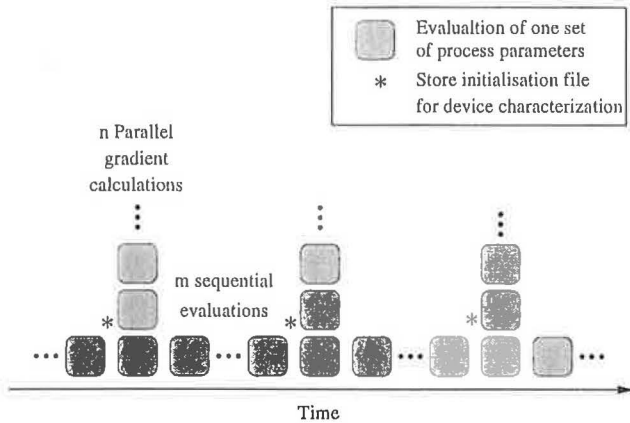 Evalualtion of one set
of process parameters
* Store initialisation file
for device characterization
n Parallel
gradient
calculations
m sequential
evaluations
*
*
*
Time